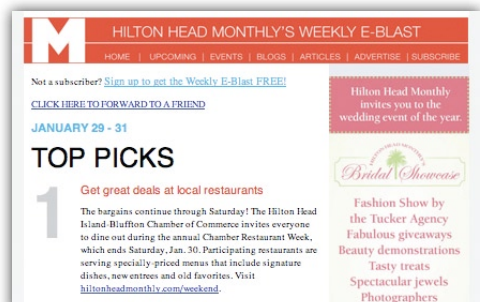 M
HILTON HEAD MONTHLY'S WEEKLY E-BLAST
HOME | UPCOMING | EVENTS | BLOGS | ARTICLES | ADVERTISE | SUBSCRIBE
Not a subscriber? Sign up to get the Weekly E-Blast FREE!
CLICK HERE TO FORWARD TO A FRIEND
JANUARY 29 - 31
TOP PICKS
1
Get great deals at local restaurants
The bargains continue through Saturday! The Hilton Head
Island-Bluffton Chamber of Commerce invites everyone
to dine out during the annual Chamber Restaurant Week,
which ends Saturday, Jan. 30. Participating restaurants are
serving specially-priced menus that include signature
dishes, new entrees and old favorites. Visit
hiltonheadmonthly.com/weekend.
Hilton Head Monthly
invites you to the
wedding event of the year.
Bridal Showcase
Fashion Show by
the Tucker Agency
Fabulous giveaways
Beauty demonstrations
Tasty treats
Spectacular jewels
Photographers